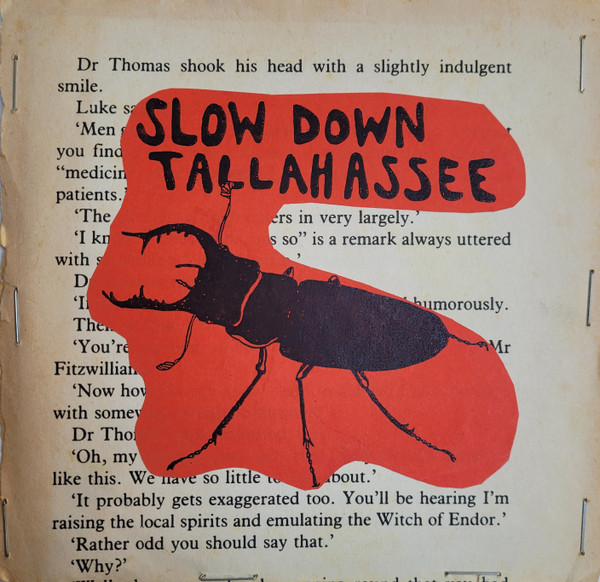 Dr Thomas shook his head with a slightly indulgent
smile.
Luke
SLOW DOWN
TALLAHASSEE
'Men
you find
"medicin
patients.'
'The ers in very largely.'
'I kn s so" is a remark always uttered
with
'I humorously.
The
'You're Mr
Fitzwillian
'Now how
with somew
Dr Tho
'Oh, my
like this. We have so little to about.'
'It probably gets exaggerated too. You'll be hearing I'm
raising the local spirits and emulating the Witch of Endor.'
'Rather odd you should say that.'
'Why?'